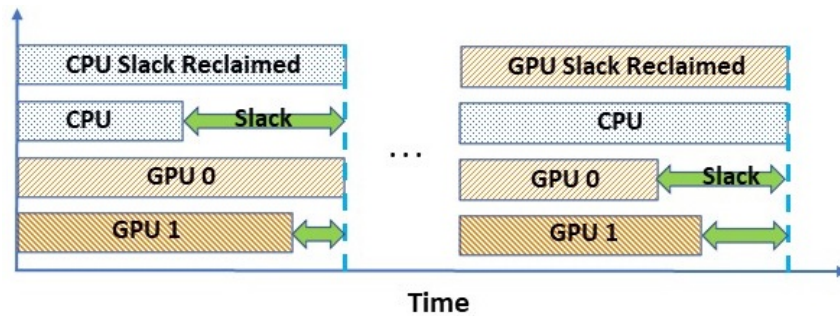 CPU Slack Reclaimed
CPU
Slack
GPU 0
GPU 1
...
GPU Slack Reclaimed
CPU
GPU 0
Slack
GPU 1
Time